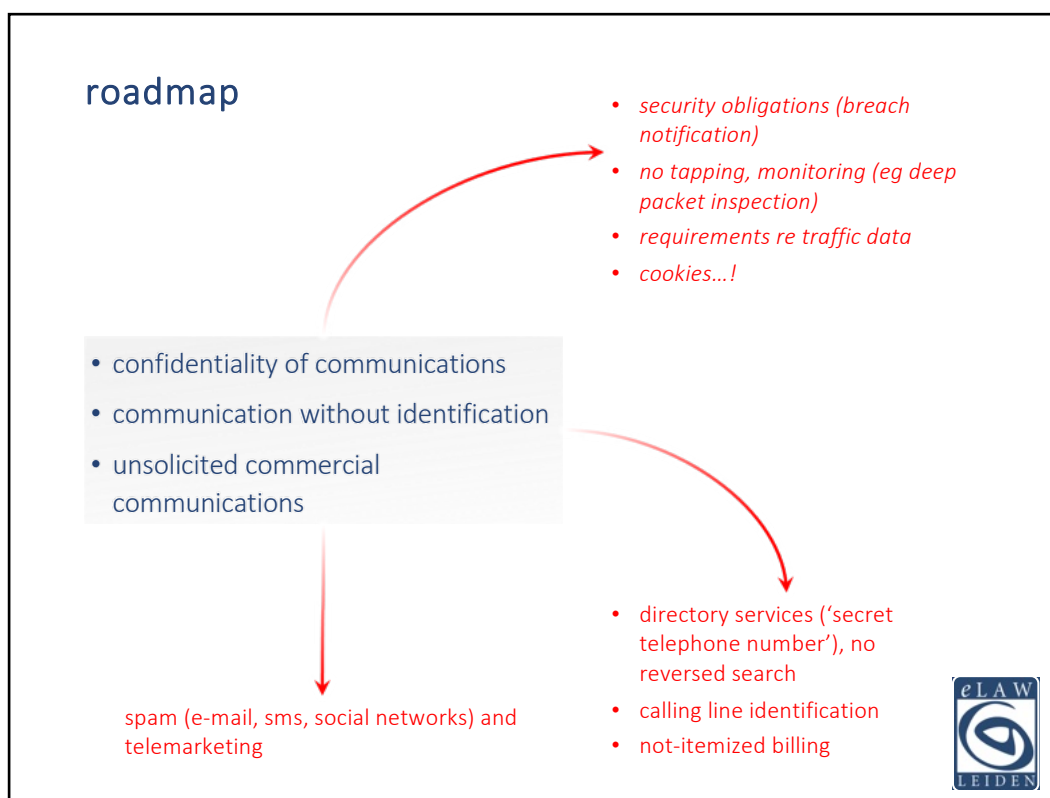 roadmap
• security obligations (breach
notification)
• no tapping, monitoring (eg deep
packet inspection)
• requirements re traffic data
• cookies...!
• confidentiality of communications
• communication without identification
• unsolicited commercial
communications
• directory services (‘secret
telephone number’), no
reversed search
• calling line identification
• not-itemized billing
spam (e-mail, sms, social networks) and
telemarketing
eLAW
LEIDEN